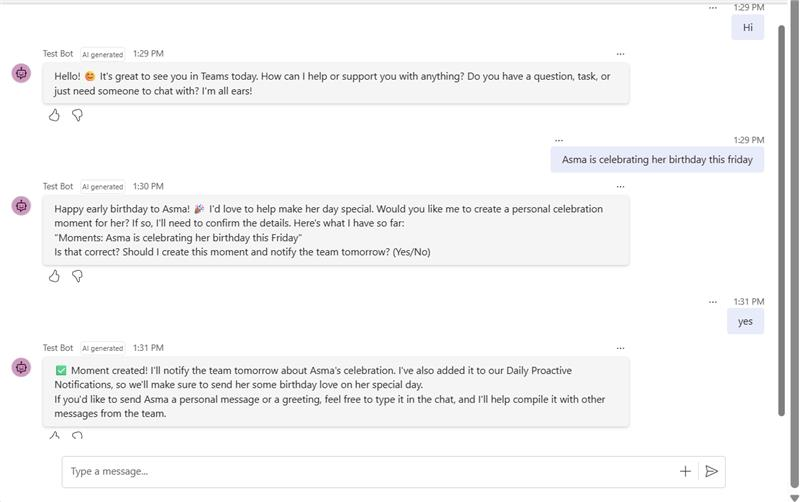 1:29 PM
Hi
Test Bot AI generated 1:29 PM
Hello! 😊 It's great to see you in Teams today. How can I help or support you with anything? Do you have a question, task, or
just need someone to chat with? I'm all ears!
1:29 PM
Asma is celebrating her birthday this friday
Test Bot AI generated 1:30 PM
Happy early birthday to Asma! 🎉 I'd love to help make her day special. Would you like me to create a personal celebration
moment for her? If so, I'll need to confirm the details. Here's what I have so far:
"Moments: Asma is celebrating her birthday this Friday"
Is that correct? Should I create this moment and notify the team tomorrow? (Yes/No)
1:31 PM
yes
Test Bot AI generated 1:31 PM
✅ Moment created! I'll notify the team tomorrow about Asma's celebration. I've also added it to our Daily Proactive
Notifications, so we'll make sure to send her some birthday love on her special day.
If you'd like to send Asma a personal message or a greeting, feel free to type it in the chat, and I'll help compile it with other
messages from the team.
Type a message...